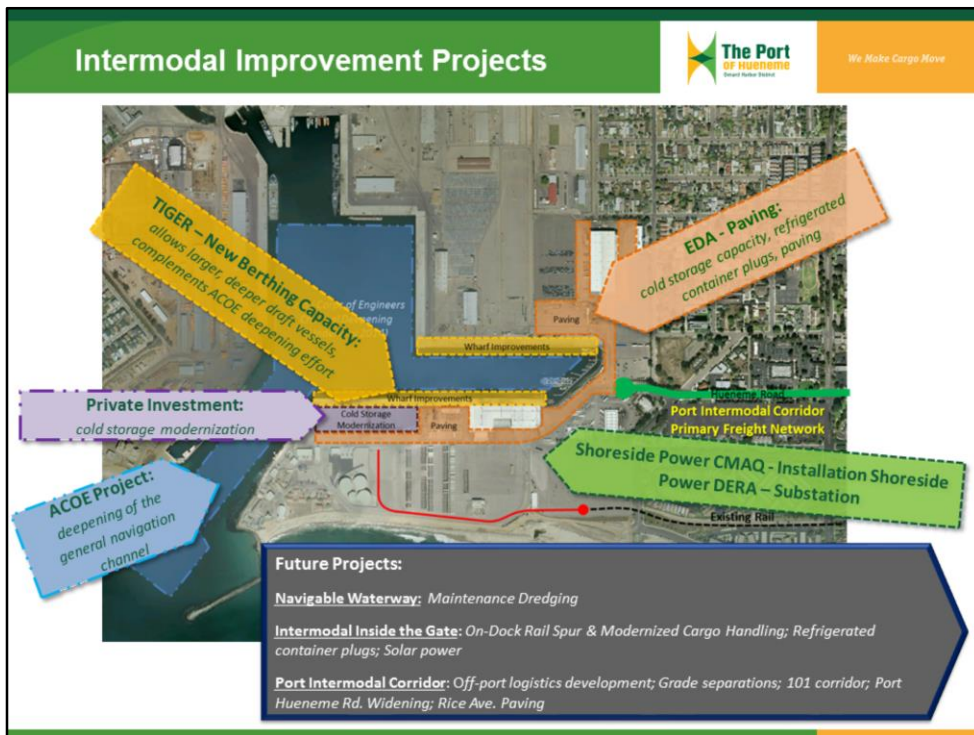 Intermodal Improvement Projects
The Port
OF HUENEME
Oxnard Harbor District
We Make Cargo Move
TIGER – New Berthing Capacity:
allows larger, deeper draft vessels,
complements ACOE deepening effort
of Engineers
EDA - Paving:
cold storage capacity, refrigerated
container plugs, paving
Paving
Wharf Improvements
Wharf Improvements
Private Investment:
cold storage modernization
Cold Storage
Modernization
Paving
Hueneme Road
Port Intermodal Corridor
Primary Freight Network
Shoreside Power CMAQ - Installation Shoreside
Power DERA – Substation
ACOE Project:
deepening of the
general navigation
channel
Existing Rail
Future Projects:
Navigable Waterway: Maintenance Dredging
Intermodal Inside the Gate: On-Dock Rail Spur & Modernized Cargo Handling; Refrigerated
container plugs; Solar power
Port Intermodal Corridor: Off-port logistics development; Grade separations; 101 corridor; Port
Hueneme Rd. Widening; Rice Ave. Paving